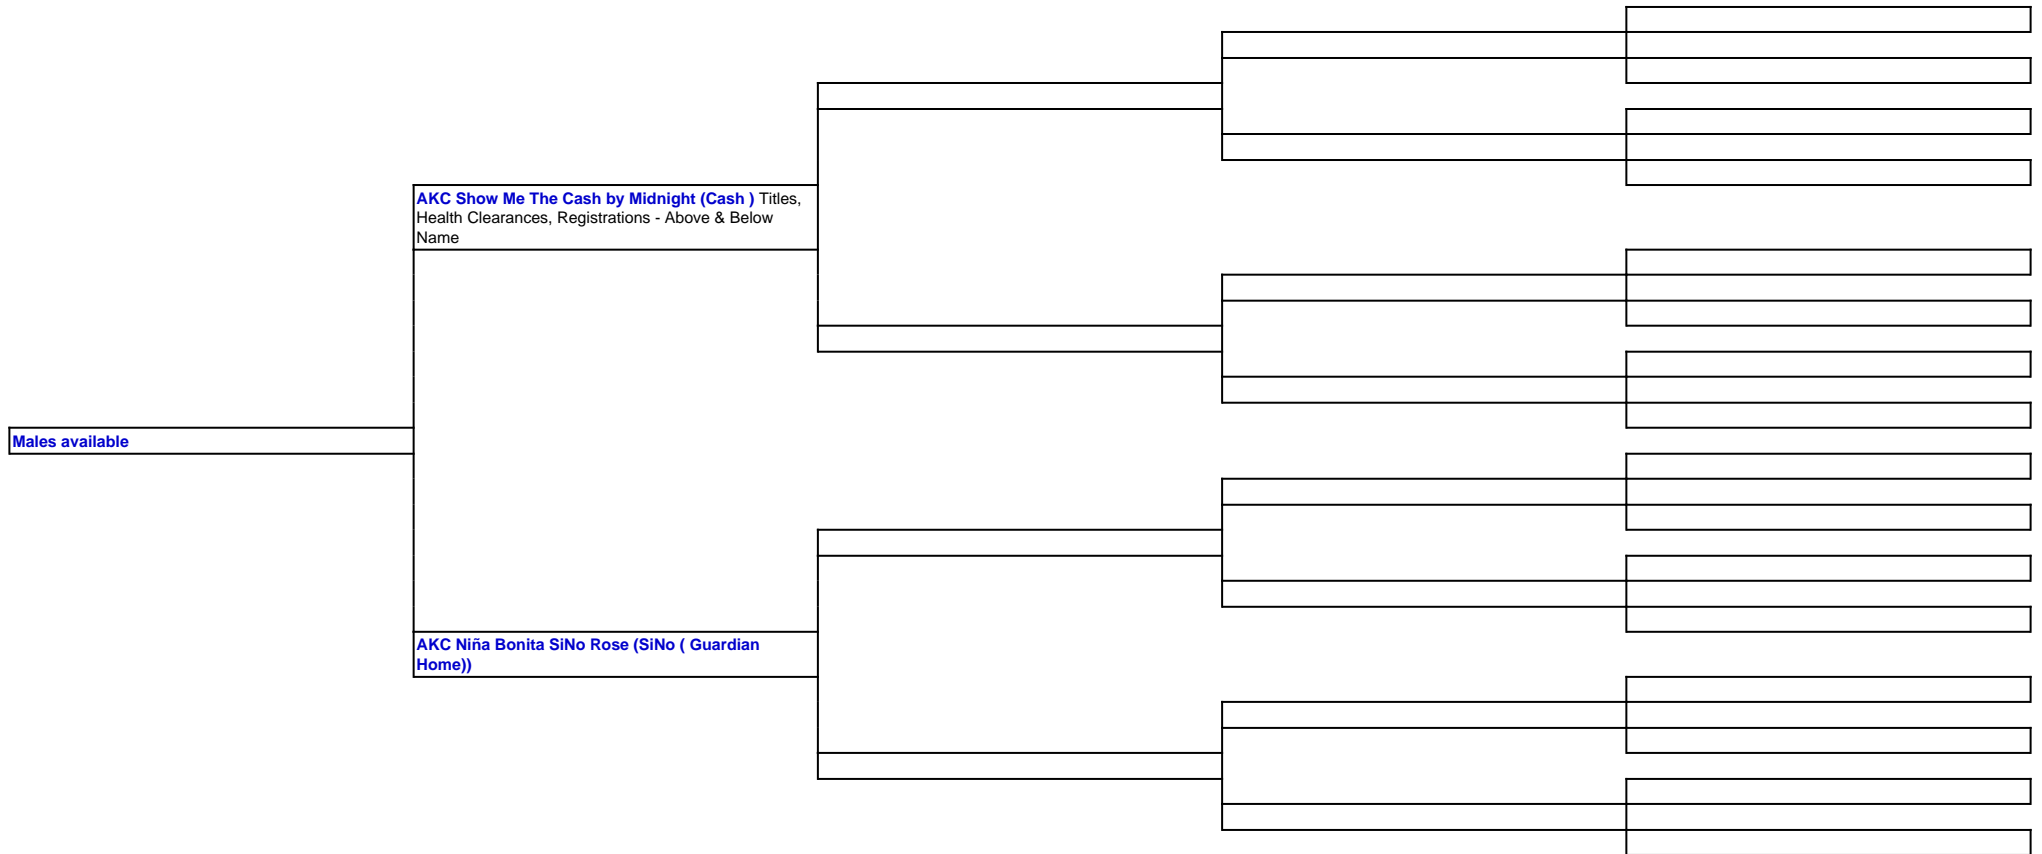 AKC Show Me The Cash by Midnight (Cash ) Titles,
Health Clearances, Registrations - Above & Below
Name
Males available
AKC Niña Bonita SiNo Rose (SiNo ( Guardian
Home))